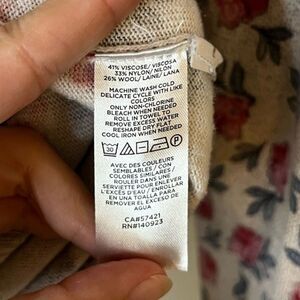 41% VISCOSE/VISCOSA
33% NYLON/NILON
26% WOOL/LAINE/LANA
MACHINE WASH COLD
DELICATE CYCLE WITH LIKE
COLORS
ONLY NON-CHLORINE
BLEACH WHEN NEEDED
ROLL IN TOWEL TO
REMOVE EXCESS WATER
RESHAPE DRY FLAT
COOL IRON WHEN NEEDED
30
P
AVEC DES COULEURS
SEMBLABLES / CON
COLORES SIMILARES /
ROULER DANS UNE
SERVIETTE POUR ENLEVER
L'EXCÉS D'EAU / ENROLLAR
EN UNA TOALLA PARA
REMOVER EL EXCESO DE
AGUA
CA#57421
RN#140923